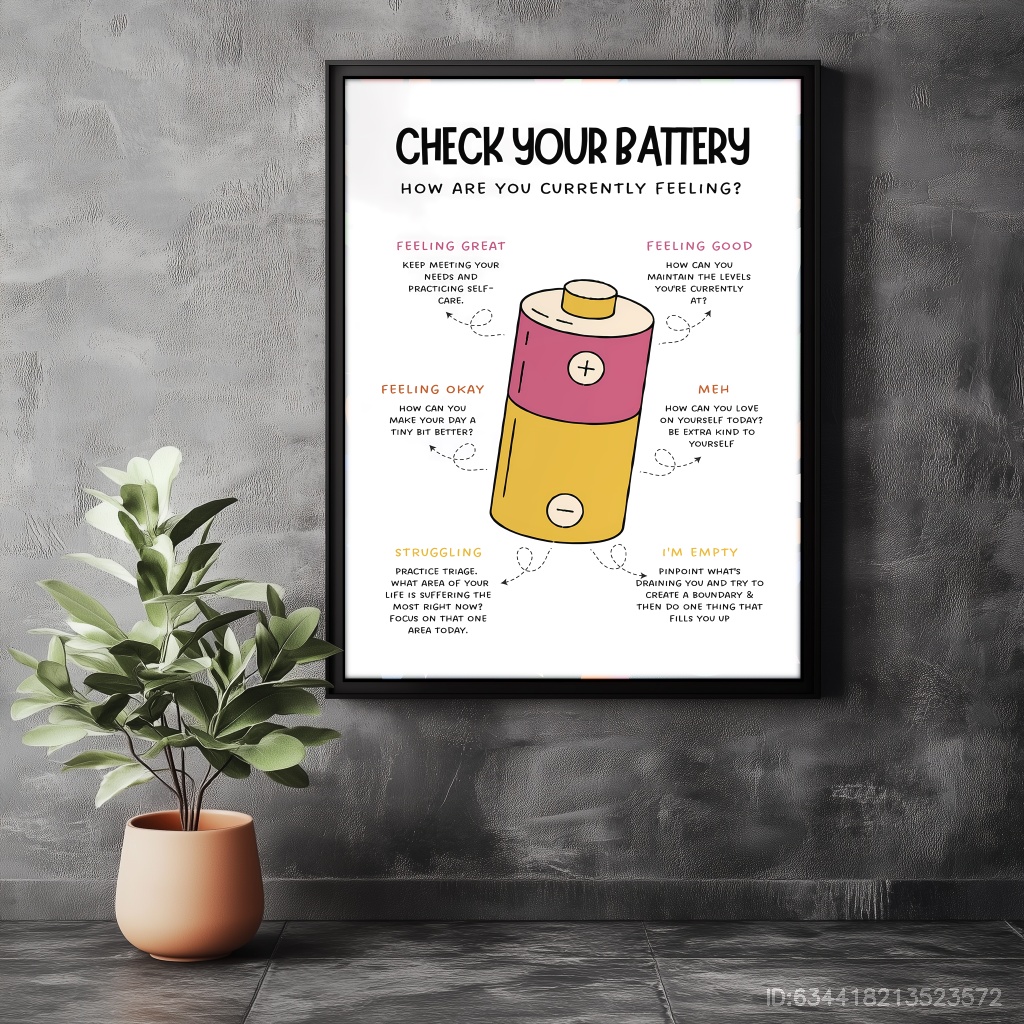 CHECK YOUR BATTERY
HOW ARE YOU CURRENTLY FEELING?
FEELING GREAT
KEEP MEETING YOUR
NEEDS AND
PRACTICING SELF-
CARE.
FEELING GOOD
HOW CAN YOU
MAINTAIN THE LEVELS
YOU'RE CURRENTLY
AT?
+
FEELING OKAY
HOW CAN YOU
MAKE YOUR DAY A
TINY BIT BETTER?
MEH
HOW CAN YOU LOVE
ON YOURSELF TODAY?
BE EXTRA KIND TO
YOURSELF
−
STRUGGLING
PRACTICE TRIAGE.
WHAT AREA OF YOUR
LIFE IS SUFFERING THE
MOST RIGHT NOW?
FOCUS ON THAT ONE
AREA TODAY.
I'M EMPTY
PINPOINT WHAT'S
DRAINING YOU AND TRY TO
CREATE A BOUNDARY &
THEN DO ONE THING THAT
FILLS YOU UP
ID:634418213523572